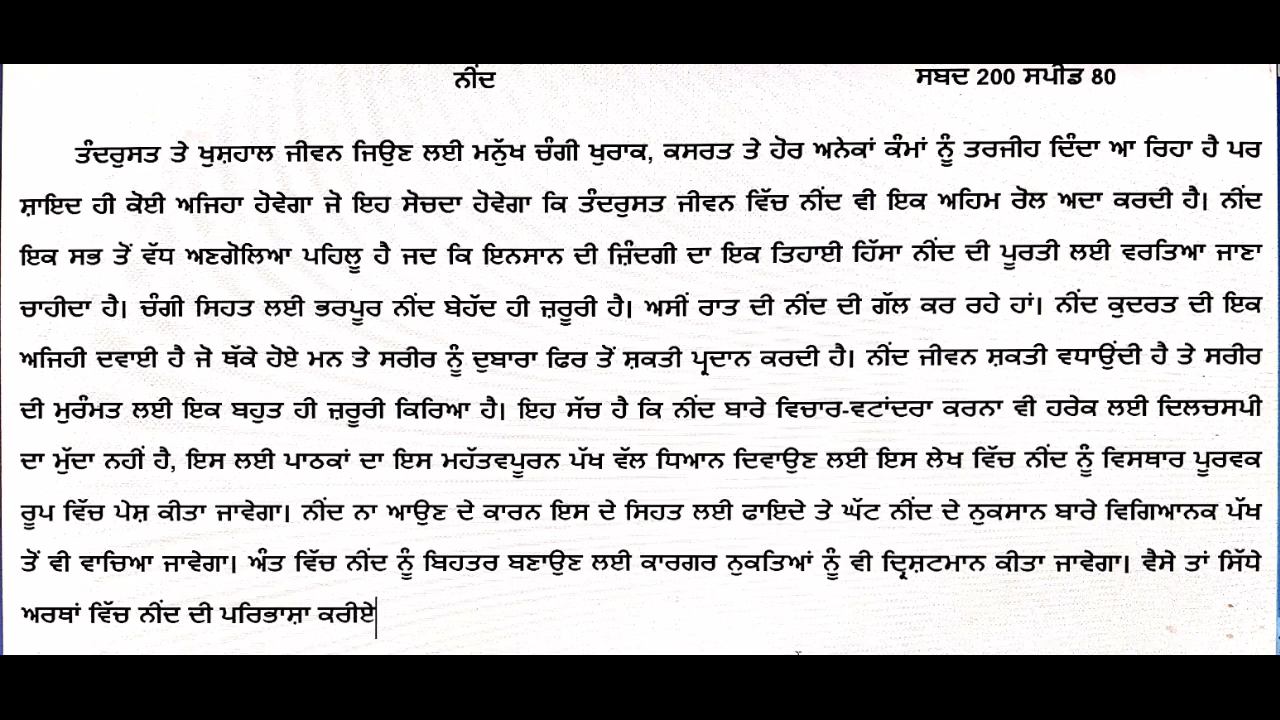 ਨੀਂਦ ਸਬਦ 200 ਸਪੀਡ 80
ਤੰਦਰੁਸਤ ਤੇ ਖੁਸ਼ਹਾਲ ਜੀਵਨ ਜਿਉਣ ਲਈ ਮਨੁੱਖ ਚੰਗੀ ਖੁਰਾਕ, ਕਸਰਤ ਤੇ ਹੋਰ ਅਨੇਕਾਂ ਕੰਮਾਂ ਨੂੰ ਤਰਜੀਹ ਦਿੰਦਾ ਆ ਰਿਹਾ ਹੈ ਪਰ
ਸ਼ਾਇਦ ਹੀ ਕੋਈ ਅਜਿਹਾ ਹੋਵੇਗਾ ਜੋ ਇਹ ਸੋਚਦਾ ਹੋਵੇਗਾ ਕਿ ਤੰਦਰੁਸਤ ਜੀਵਨ ਵਿੱਚ ਨੀਂਦ ਵੀ ਇਕ ਅਹਿਮ ਰੋਲ ਅਦਾ ਕਰਦੀ ਹੈ। ਨੀਂਦ
ਇਕ ਸਭ ਤੋਂ ਵੱਧ ਅਣਗੋਲਿਆ ਪਹਿਲੂ ਹੈ ਜਦ ਕਿ ਇਨਸਾਨ ਦੀ ਜ਼ਿੰਦਗੀ ਦਾ ਇਕ ਤਿਹਾਈ ਹਿੱਸਾ ਨੀਂਦ ਦੀ ਪੂਰਤੀ ਲਈ ਵਰਤਿਆ ਜਾਣਾ
ਚਾਹੀਦਾ ਹੈ। ਚੰਗੀ ਸਿਹਤ ਲਈ ਭਰਪੂਰ ਨੀਂਦ ਬੇਹੱਦ ਹੀ ਜ਼ਰੂਰੀ ਹੈ। ਅਸੀਂ ਰਾਤ ਦੀ ਨੀਂਦ ਦੀ ਗੱਲ ਕਰ ਰਹੇ ਹਾਂ। ਨੀਂਦ ਕੁਦਰਤ ਦੀ ਇਕ
ਅਜਿਹੀ ਦਵਾਈ ਹੈ ਜੋ ਥੱਕੇ ਹੋਏ ਮਨ ਤੇ ਸਰੀਰ ਨੂੰ ਦੁਬਾਰਾ ਫਿਰ ਤੋਂ ਸ਼ਕਤੀ ਪ੍ਰਦਾਨ ਕਰਦੀ ਹੈ। ਨੀਂਦ ਜੀਵਨ ਸ਼ਕਤੀ ਵਧਾਉਂਦੀ ਹੈ ਤੇ ਸਰੀਰ
ਦੀ ਮੁਰੰਮਤ ਲਈ ਇਕ ਬਹੁਤ ਹੀ ਜ਼ਰੂਰੀ ਕਿਰਿਆ ਹੈ। ਇਹ ਸੱਚ ਹੈ ਕਿ ਨੀਂਦ ਬਾਰੇ ਵਿਚਾਰ-ਵਟਾਂਦਰਾ ਕਰਨਾ ਵੀ ਹਰੇਕ ਲਈ ਦਿਲਚਸਪੀ
ਦਾ ਮੁੱਦਾ ਨਹੀਂ ਹੈ, ਇਸ ਲਈ ਪਾਠਕਾਂ ਦਾ ਇਸ ਮਹੱਤਵਪੂਰਨ ਪੱਖ ਵੱਲ ਧਿਆਨ ਦਿਵਾਉਣ ਲਈ ਇਸ ਲੇਖ ਵਿੱਚ ਨੀਂਦ ਨੂੰ ਵਿਸਥਾਰ ਪੂਰਵਕ
ਰੂਪ ਵਿੱਚ ਪੇਸ਼ ਕੀਤਾ ਜਾਵੇਗਾ। ਨੀਂਦ ਨਾ ਆਉਣ ਦੇ ਕਾਰਨ ਇਸ ਦੇ ਸਿਹਤ ਲਈ ਫਾਇਦੇ ਤੇ ਘੱਟ ਨੀਂਦ ਦੇ ਨੁਕਸਾਨ ਬਾਰੇ ਵਿਗਿਆਨਕ ਪੱਖ
ਤੋਂ ਵੀ ਵਾਚਿਆ ਜਾਵੇਗਾ। ਅੰਤ ਵਿੱਚ ਨੀਂਦ ਨੂੰ ਬਿਹਤਰ ਬਣਾਉਣ ਲਈ ਕਾਰਗਰ ਨੁਕਤਿਆਂ ਨੂੰ ਵੀ ਦ੍ਰਿਸ਼ਟਮਾਨ ਕੀਤਾ ਜਾਵੇਗਾ। ਵੈਸੇ ਤਾਂ ਸਿੱਧੇ
ਅਰਥਾਂ ਵਿੱਚ ਨੀਂਦ ਦੀ ਪਰਿਭਾਸ਼ਾ ਕਰੀਏ